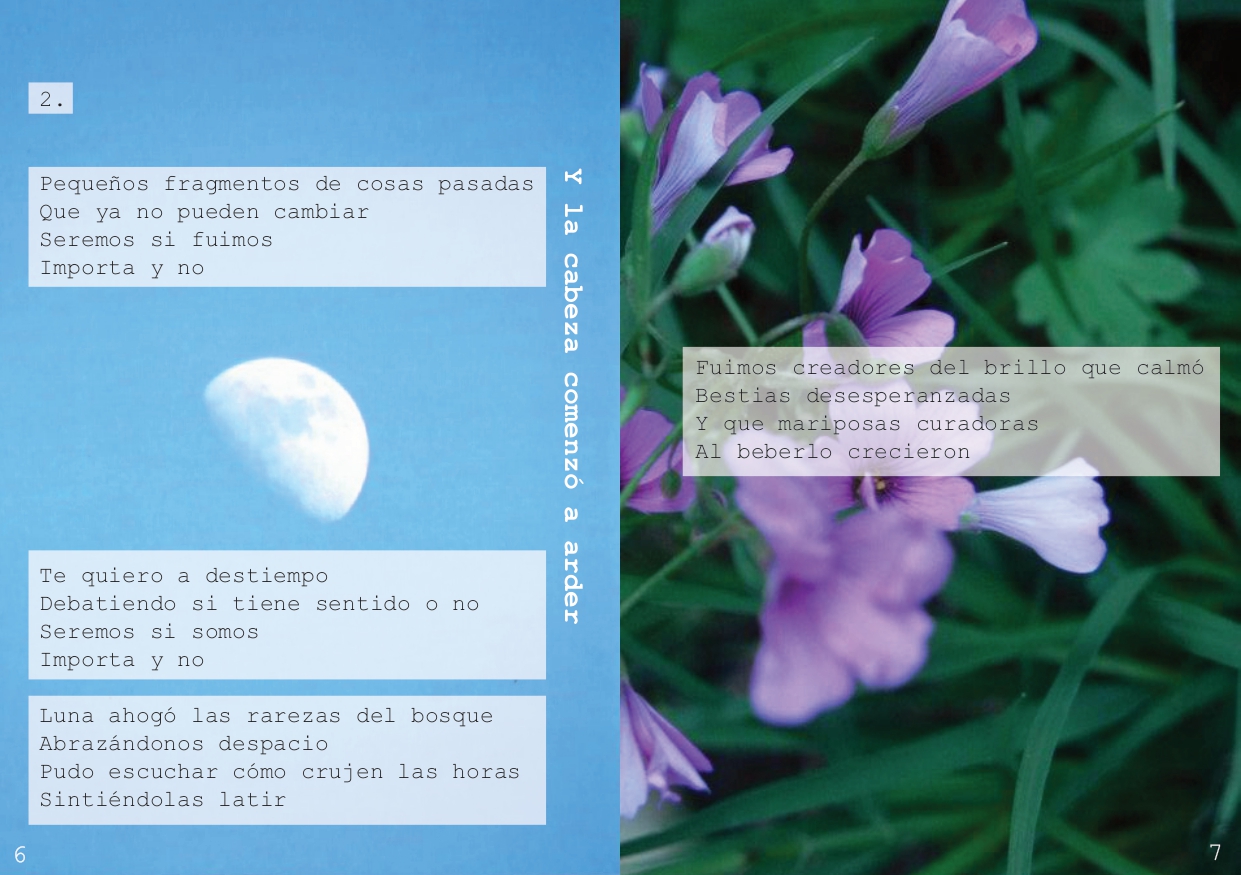 2.
Pequeños fragmentos de cosas pasadas
Que ya no pueden cambiar
Seremos si fuimos
Importa y no
Y la cabeza comenzó a arder
Te quiero a destiempo
Debatiendo si tiene sentido o no
Seremos si somos
Importa y no
Luna ahogó las rarezas del bosque
Abrazándonos despacio
Pudo escuchar cómo crujen las horas
Sintiéndolas latir
6
Fuimos creadores del brillo que calmó
Bestias desesperanzadas
Y que mariposas curadoras
Al beberlo crecieron
7